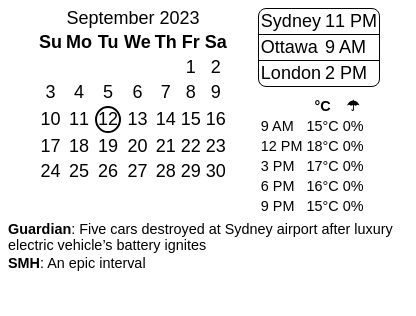 September 2023
Su Mo Tu We Th Fr Sa
1 2
3 4 5 6 7 8 9
10 11 12 13 14 15 16
17 18 19 20 21 22 23
24 25 26 27 28 29 30
Sydney 11 PM
Ottawa 9 AM
London 2 PM
°C ☂
9 AM 15°C 0%
12 PM 18°C 0%
3 PM 17°C 0%
6 PM 16°C 0%
9 PM 15°C 0%
Guardian: Five cars destroyed at Sydney airport after luxury
electric vehicle’s battery ignites
SMH: An epic interval